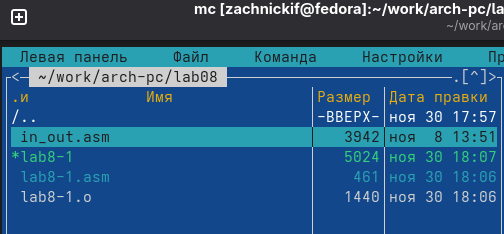 mc [zachnickif@fedora]:~/work/arch-pc/la
~/work/ar
Левая панель Файл Команда Настройки Пр
<— ~/work/arch-pc/lab08 .[^]>
.и Имя Размер Дата правки
/.. -ВВЕРХ- ноя 30 17:57
in_out.asm 3942 ноя 8 13:51
*lab8-1 5024 ноя 30 18:07
lab8-1.asm 461 ноя 30 18:06
lab8-1.o 1440 ноя 30 18:06